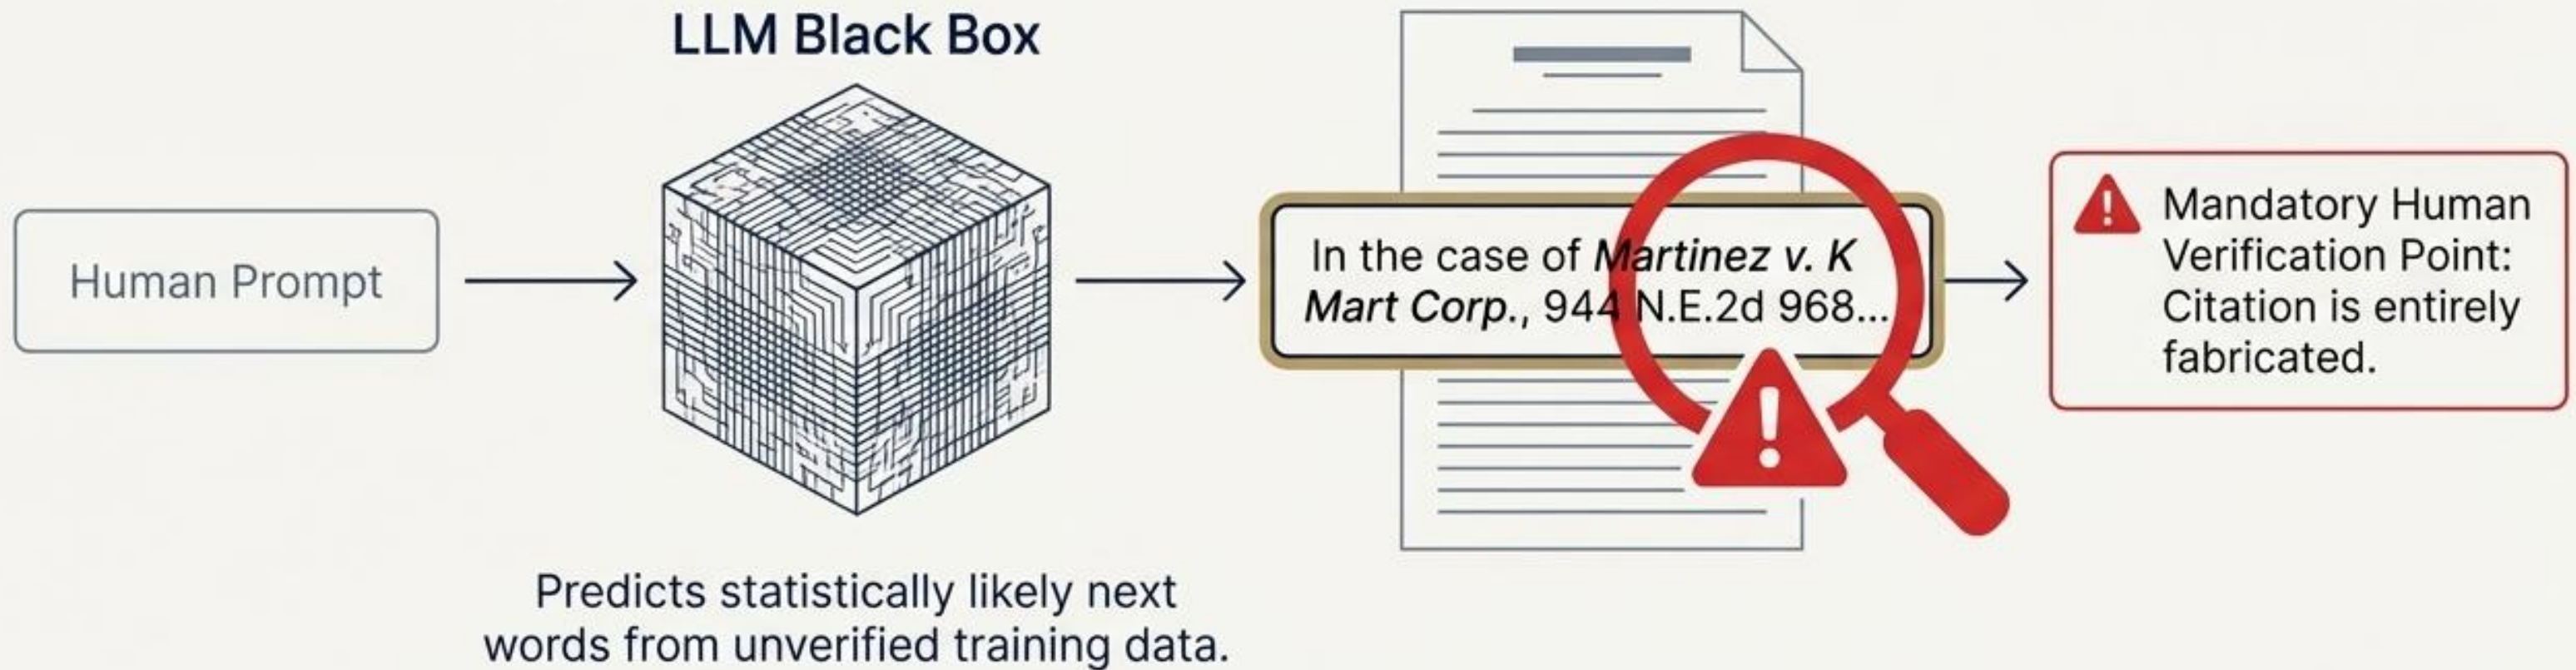 LLM Black Box
Human Prompt
Predicts statistically likely next
words from unverified training data.
In the case of Martinez v. K
Mart Corp., 944 N.E.2d 968...
Mandatory Human
Verification Point:
Citation is entirely
fabricated.